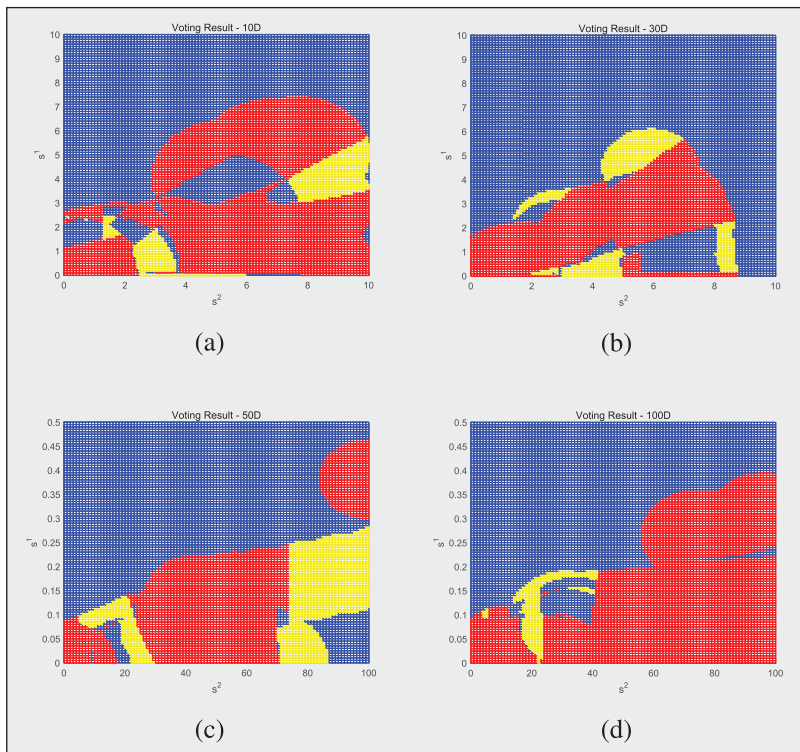 Voting Result - 10D
10
9
8
7
6
5
4
3
2
1
0
s1
0 2 4 6 8 10
s2
(a)
Voting Result - 30D
10
9
8
7
6
5
4
3
2
1
0
s1
0 2 4 6 8 10
s2
(b)
Voting Result - 50D
0.5
0.45
0.4
0.35
0.3
0.25
0.2
0.15
0.1
0.05
0
s1
0 20 40 60 80 100
s2
(c)
Voting Result - 100D
0.5
0.45
0.4
0.35
0.3
0.25
0.2
0.15
0.1
0.05
0
s1
0 20 40 60 80 100
s2
(d)